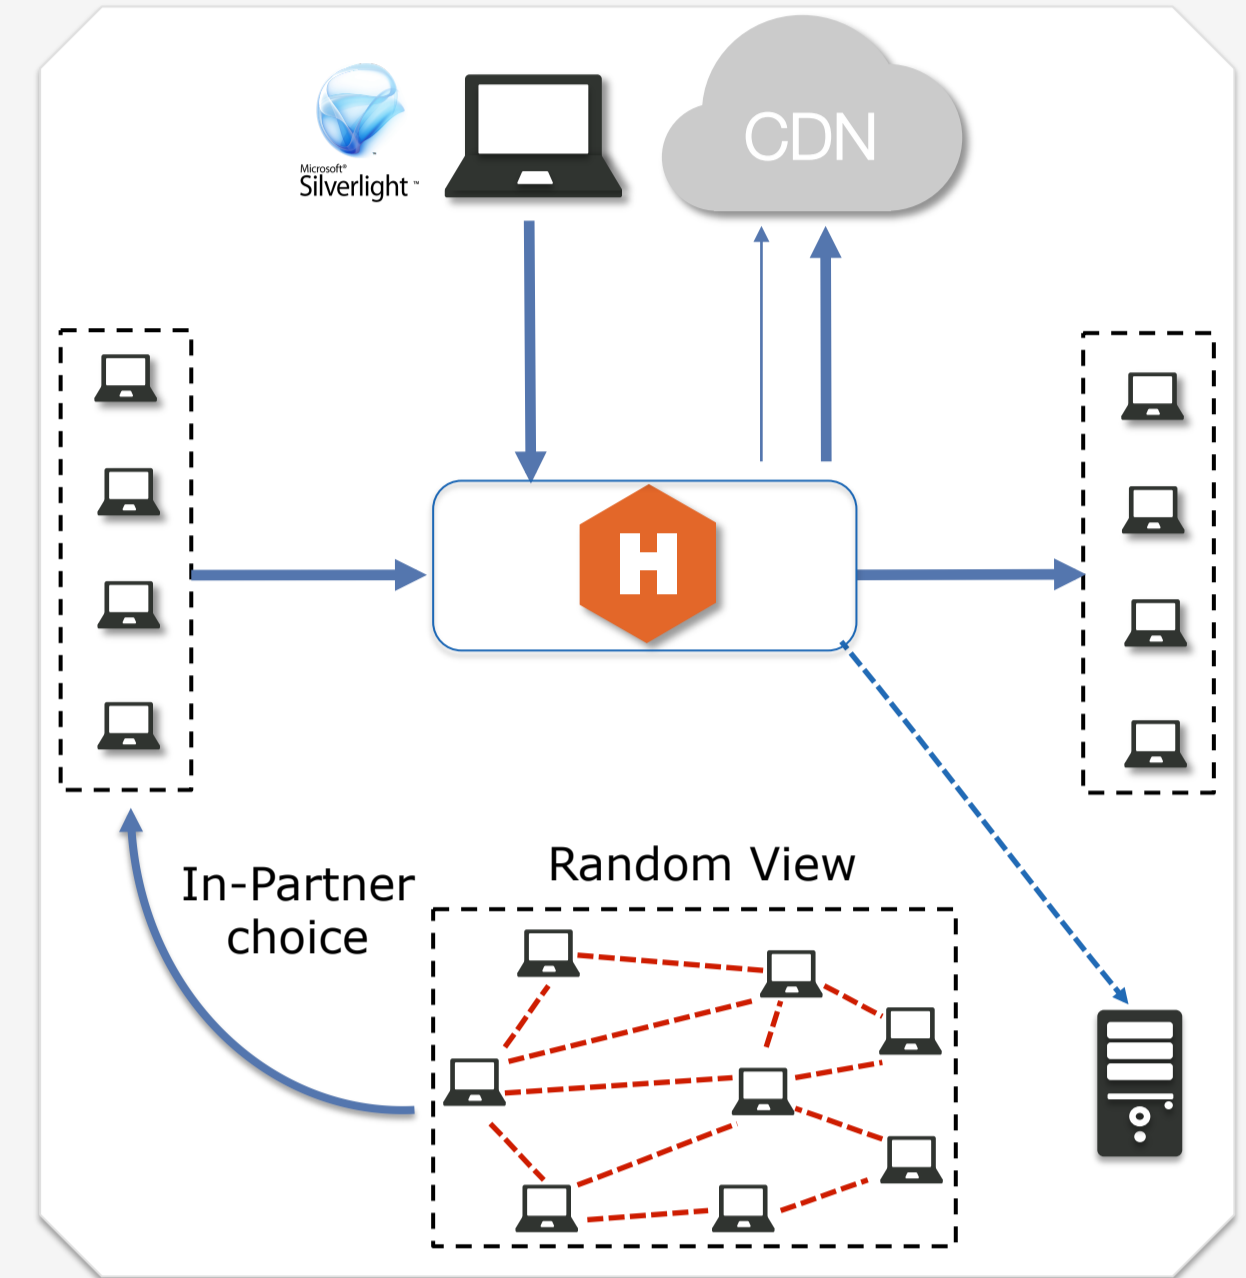 Microsoft®
Silverlight™
CDN
H
In-Partner
choice
Random View